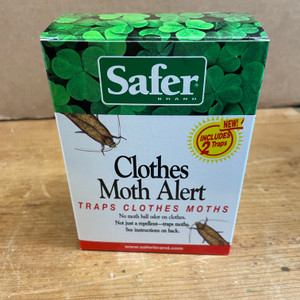 Safer
BRAND
NEW!
INCLUDES
2 Traps
Clothes
Moth Alert
TRAPS CLOTHES MOTHS
No moth ball odor on clothes.
Not just a repellent—traps moths.
See instructions on back.
www.saferbrand.com